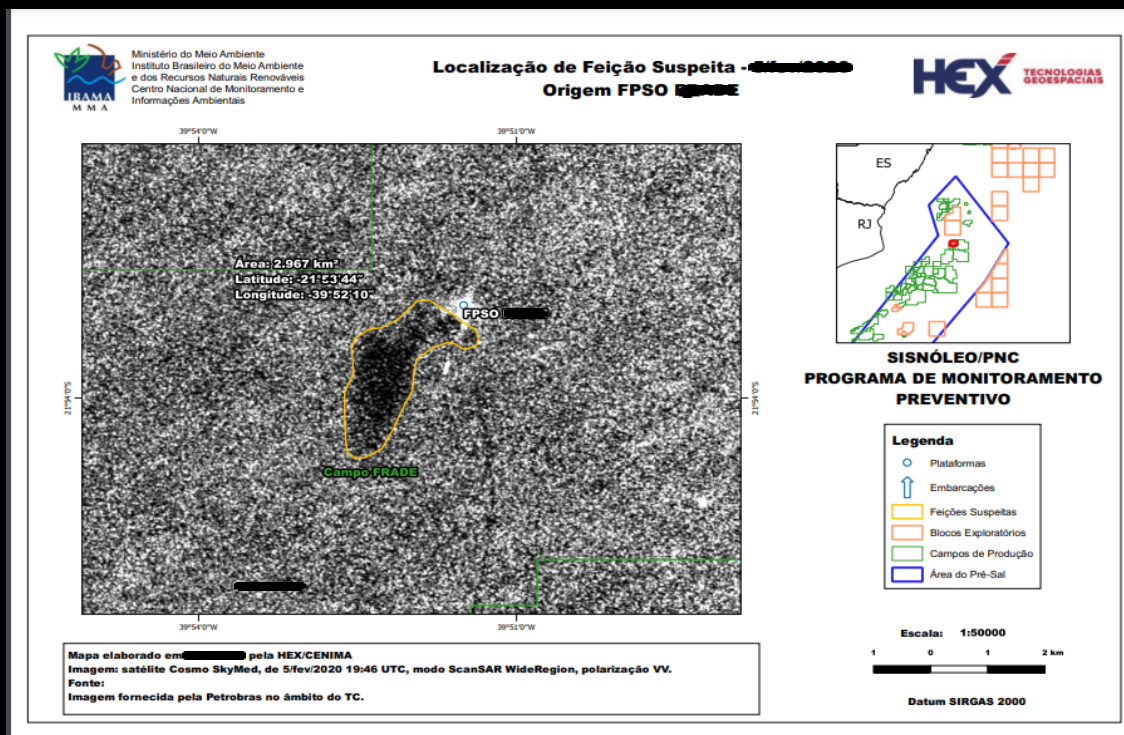 Ministério do Meio Ambiente
Instituto Brasileiro do Meio Ambiente
e dos Recursos Naturais Renováveis
Centro Nacional de Monitoramento e
Informações Ambientais
IBAMA
M M A
Localização de Feição Suspeita -
Origem FPSO
HEX TECNOLOGIAS
GEOESPACIAIS
39°54'0"W 39°51'0"W
Área: 2.967 km²
Latitude: -21°53'44"
Longitude: -39°52'10"
FPSO
21°54'0"S 21°54'0"S
Campo FRADE
39°54'0"W 39°51'0"W
ES
RJ
SISNÓLEO/PNC
PROGRAMA DE MONITORAMENTO
PREVENTIVO
Legenda
Plataformas
Embarcações
Feições Suspeitas
Blocos Exploratórios
Campos de Produção
Área do Pré-Sal
Escala: 1:50000
1 0 1 2 km
Datum SIRGAS 2000
Mapa elaborado em pela HEX/CENIMA
Imagem: satélite Cosmo SkyMed, de 5/fev/2020 19:46 UTC, modo ScanSAR WideRegion, polarização VV.
Fonte:
Imagem fornecida pela Petrobras no âmbito do TC.